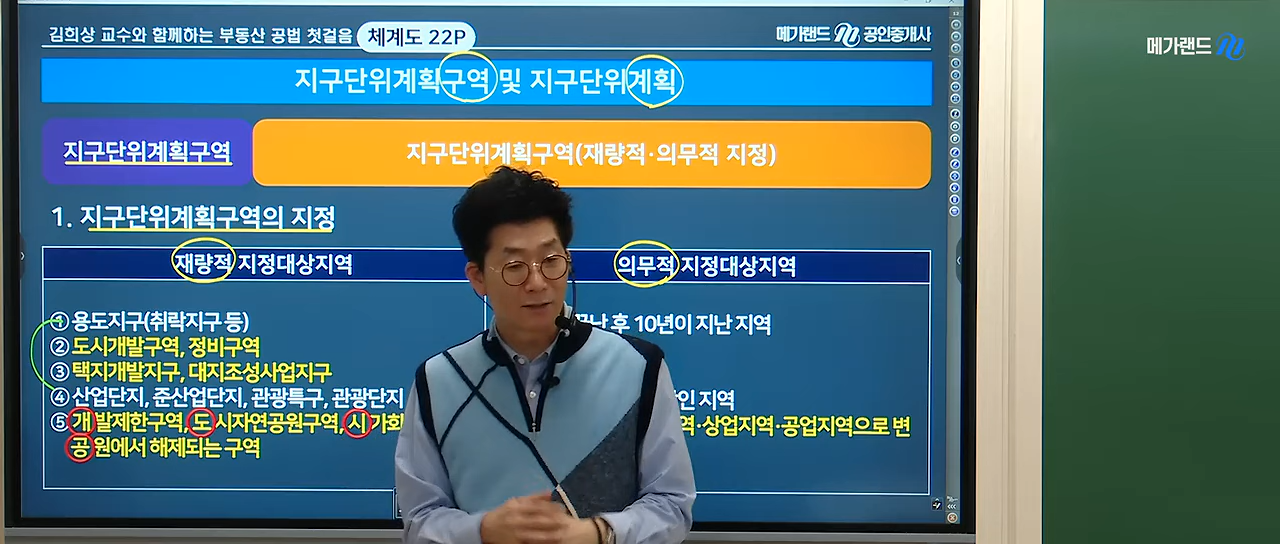 김희상 교수와 함께하는 부동산 공법 첫걸음 체계도 22P
메가랜드 공인중개사
메가랜드
지구단위계획구역 및 지구단위계획
지구단위계획구역
지구단위계획구역(재량적·의무적 지정)
1. 지구단위계획구역의 지정
재량적 지정대상지역
의무적 지정대상지역
① 용도지구(취락지구 등)
② 도시개발구역, 정비구역
③ 택지개발지구, 대지조성사업지구
④ 산업단지, 준산업단지, 관광특구, 관광단지
⑤ 개발제한구역, 도시자연공원구역, 시가화
공원에서 해제되는 구역
후 10년이 지난 지역
지역
·상업지역·공업지역으로 변